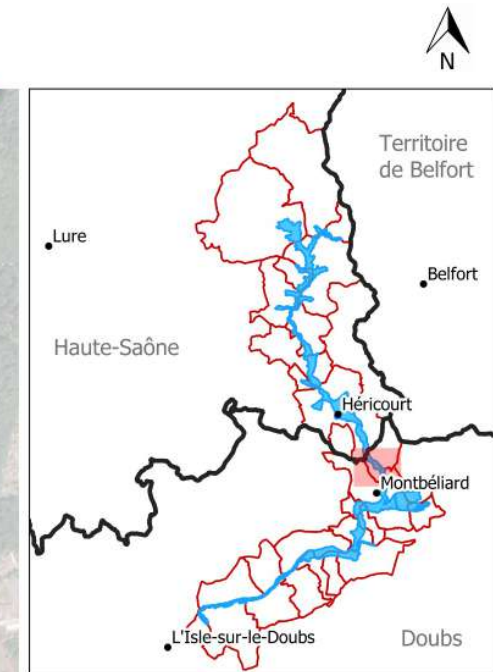 N
Territoire
de Belfort
Lure
Belfort
Haute-Saône
Héricourt
Montbéliard
L'Isle-sur-le-Doubs
Doubs